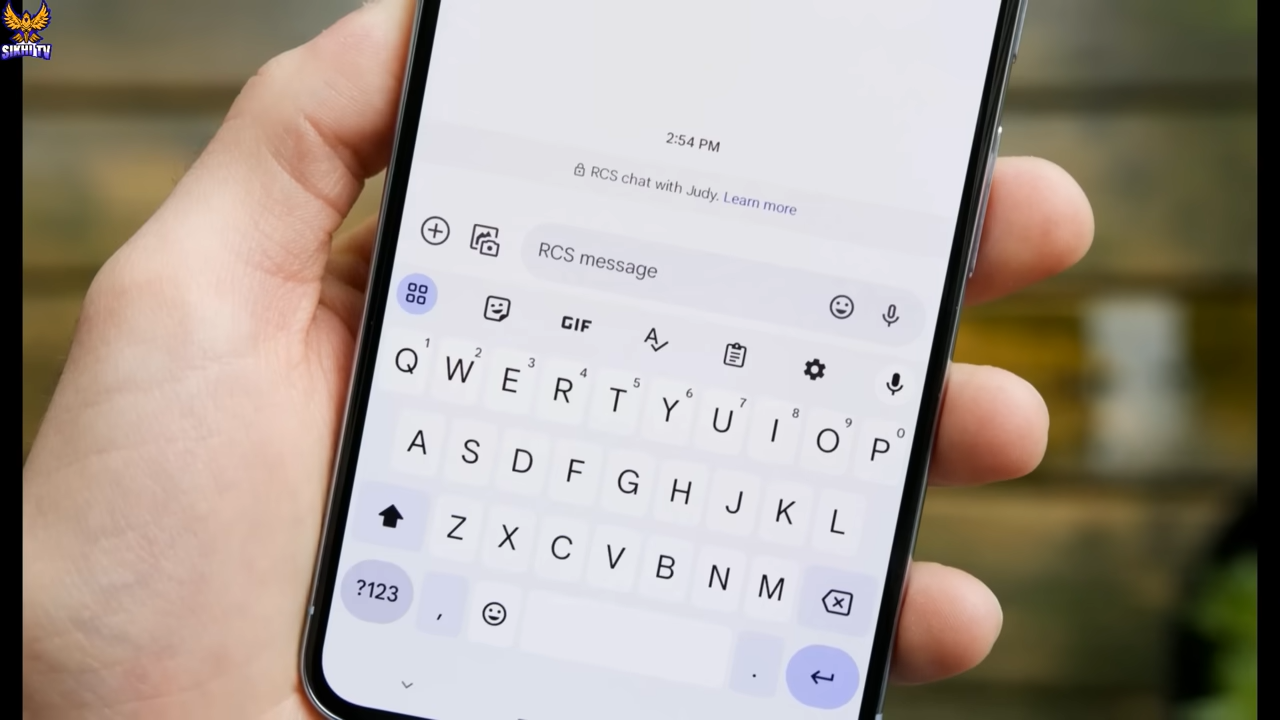 SIKHI TV
2:54 PM
RCS chat with Judy. Learn more
RCS message
GIF
Q1 W2 E3 R4 T5 Y6 U7 I8 O9 P0
A S D F G H J K L
Z X C V B N M
?123 , .